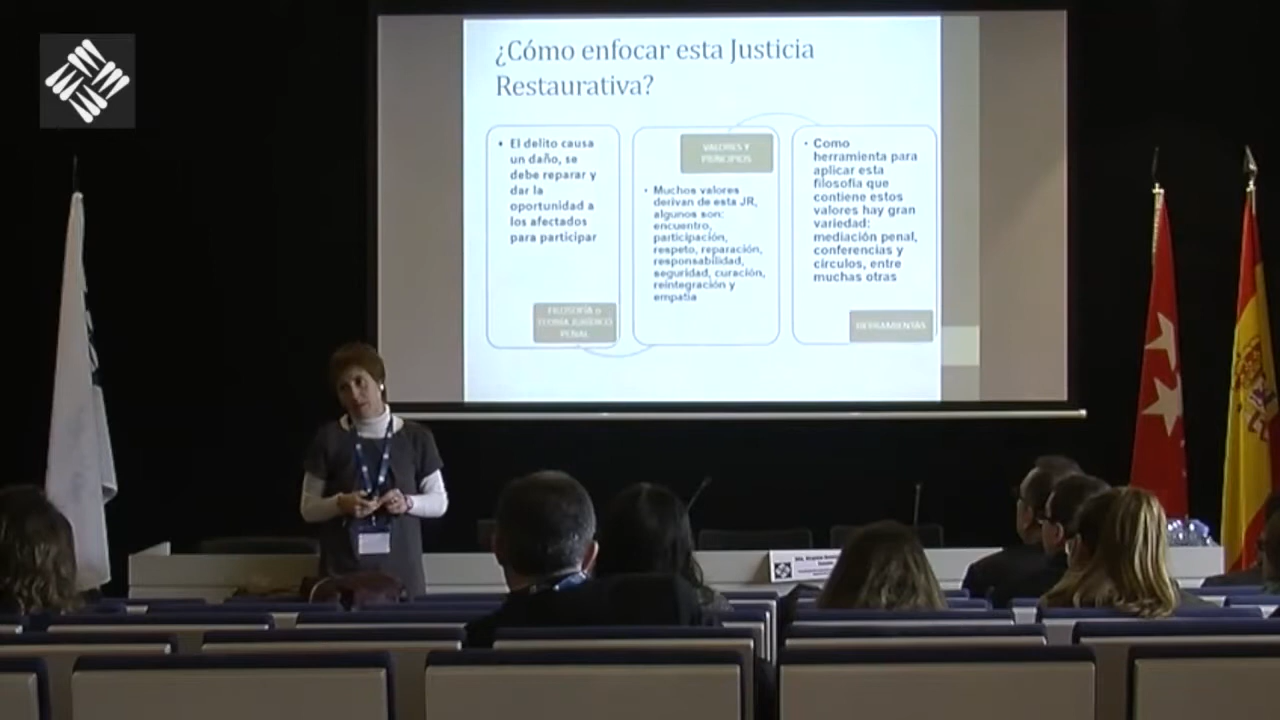 ¿Cómo enfocar esta Justicia
Restaurativa?
• El delito causa
un daño, se
debe reparar y
dar la
oportunidad a
los afectados
para participar
FILOSOFÍA o
TEORÍA JURÍDICO
PENAL
VALORES Y
PRINCIPIOS
• Muchos valores
derivan de esta JR,
algunos son:
encuentro,
participación,
respeto, reparación,
responsabilidad,
seguridad, curación,
reintegración y
empatía
• Como
herramienta para
aplicar esta
filosofía que
contiene estos
valores hay gran
variedad:
mediación penal,
conferencias y
círculos, entre
muchas otras
HERRAMIENTAS